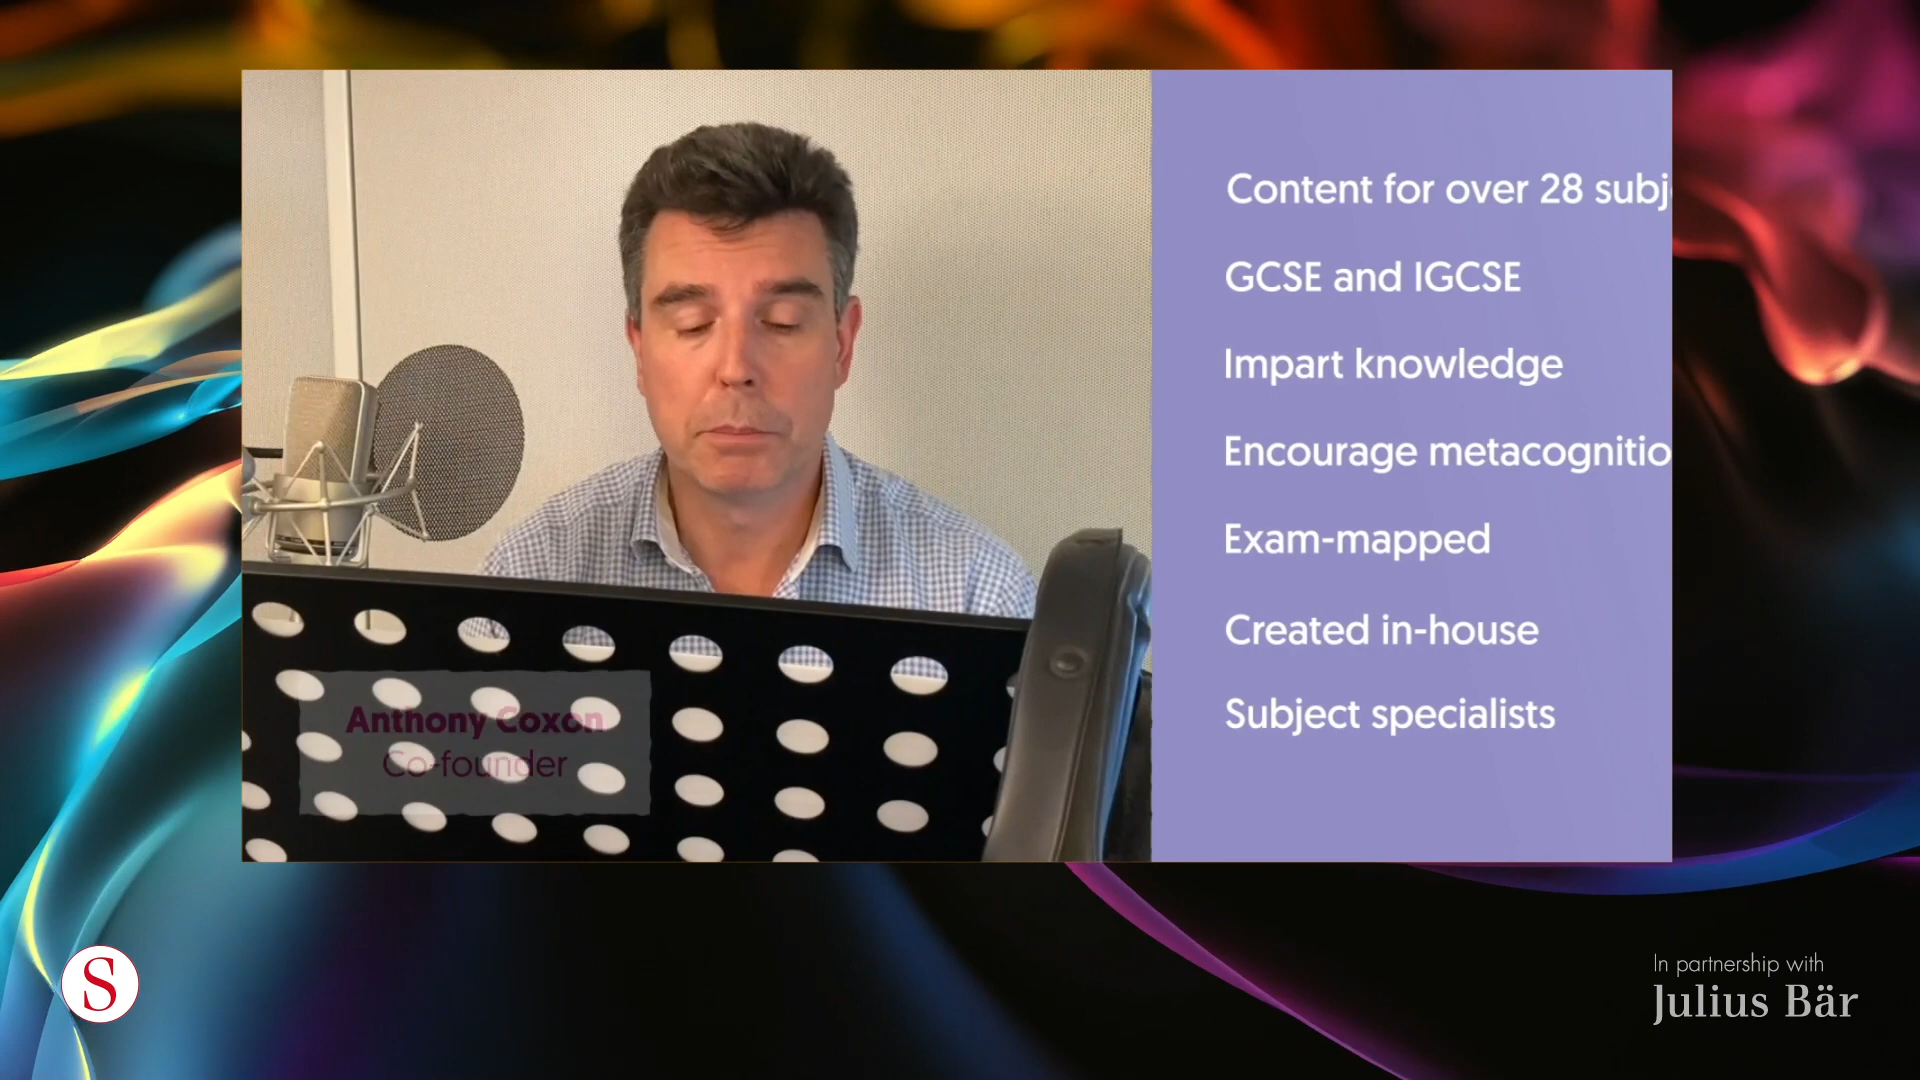 Content for over 28 subj
GCSE and IGCSE
Impart knowledge
Encourage metacognitio
Exam-mapped
Created in-house
Subject specialists
Anthony Coxon
Co-founder
S
In partnership with
Julius Bär